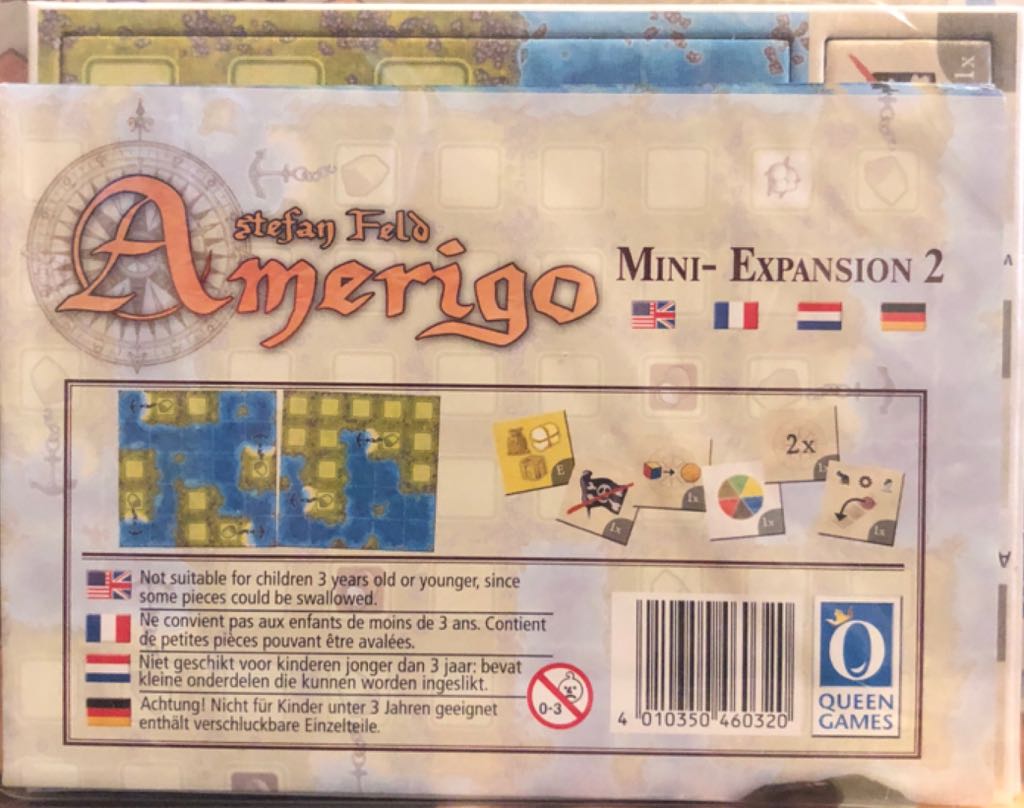 1x
Stefan Feld
Amerigo
MINI- EXPANSION 2
E
1x
1x
1x
2x
1x
1x
Not suitable for children 3 years old or younger, since
some pieces could be swallowed.
Ne convient pas aux enfants de moins de 3 ans. Contient
de petites pièces pouvant être avalées.
Niet geschikt voor kinderen jonger dan 3 jaar: bevat
kleine onderdelen die kunnen worden ingeslikt.
Achtung! Nicht für Kinder unter 3 Jahren geeignet
enthält verschluckbare Einzelteile.
0-3
4 010350 460320
Q
QUEEN
GAMES